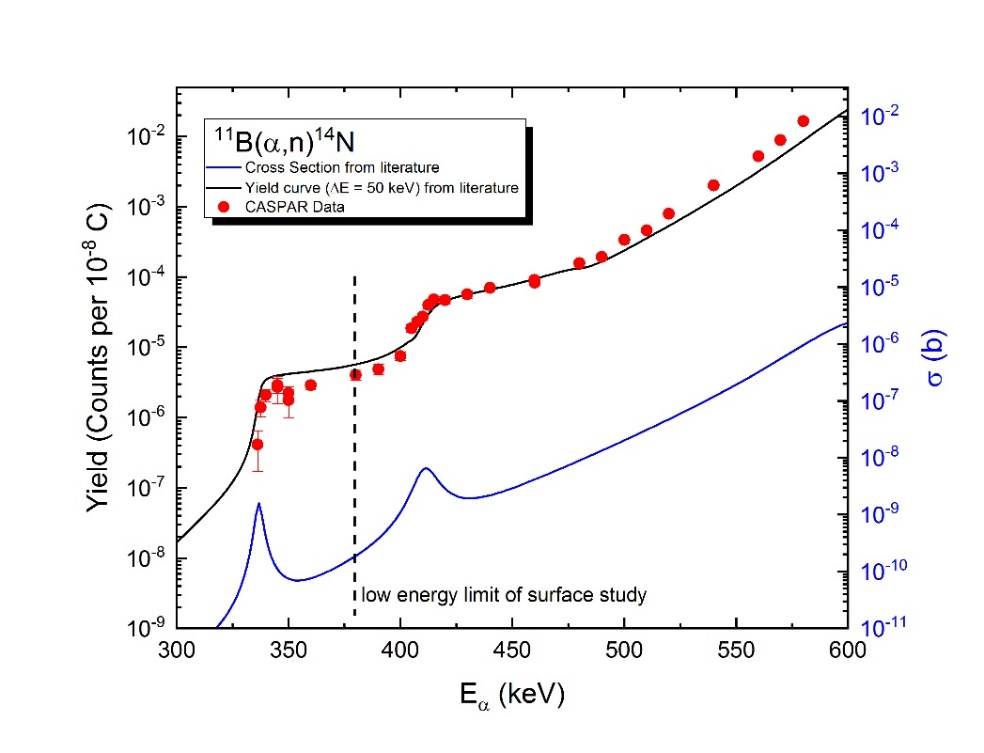 ¹¹B(α,n)¹⁴N
Cross Section from literature
Yield curve (ΔE = 50 keV) from literature
CASPAR Data
Yield (Counts per 10⁻⁸ C)
10⁻²
10⁻³
10⁻⁴
10⁻⁵
10⁻⁶
10⁻⁷
10⁻⁸
10⁻⁹
low energy limit of surface study
10⁻²
10⁻³
10⁻⁴
10⁻⁵
10⁻⁶
10⁻⁷
10⁻⁸
10⁻⁹
10⁻¹⁰
10⁻¹¹
σ (b)
300 350 400 450 500 550 600
Eα (keV)